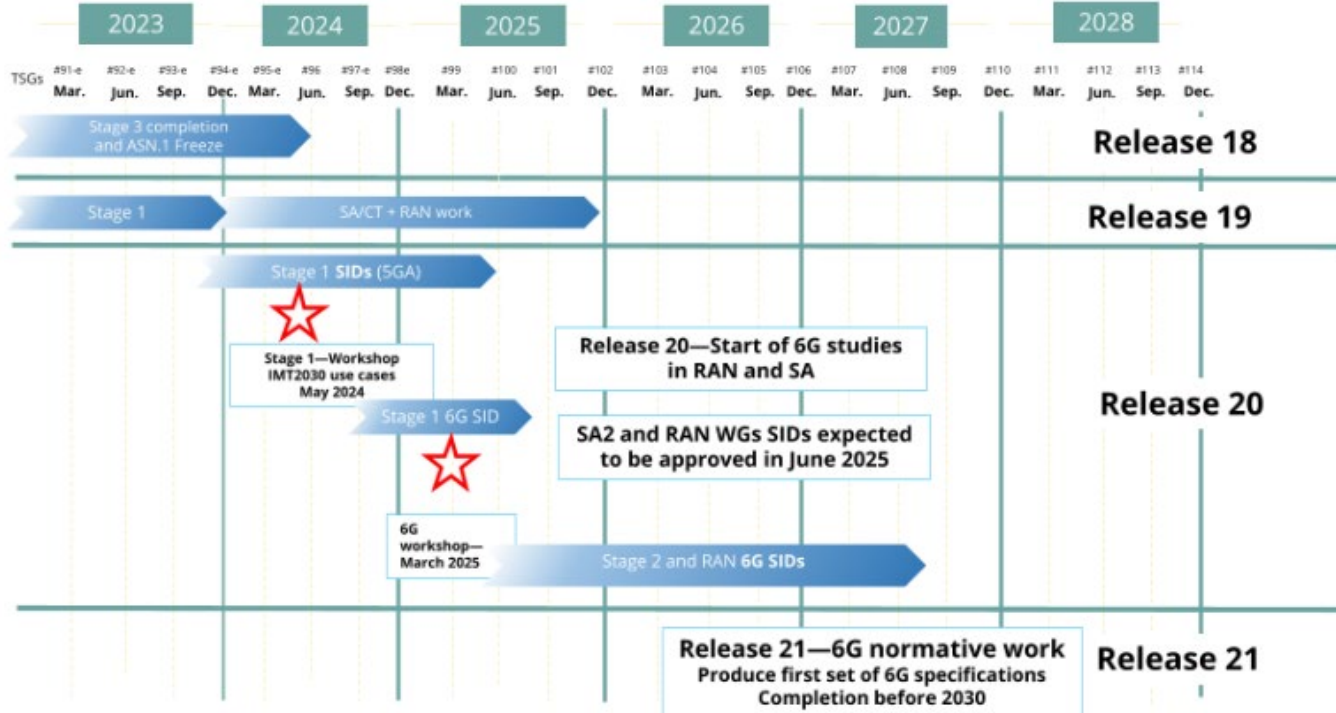 2023 2024 2025 2026 2027 2028
TSGs #91-e #92-e #93-e #94-e #95-e #96 #97-e #98e #99 #100 #101 #102 #103 #104 #105 #106 #107 #108 #109 #110 #111 #112 #113 #114
Mar. Jun. Sep. Dec. Mar. Jun. Sep. Dec. Mar. Jun. Sep. Dec. Mar. Jun. Sep. Dec. Mar. Jun. Sep. Dec. Mar. Jun. Sep. Dec.
Stage 3 completion
and ASN.1 Freeze
Release 18
Stage 1
SA/CT + RAN work
Release 19
Stage 1 SIDs (5GA)
Stage 1—Workshop
IMT2030 use cases
May 2024
Release 20—Start of 6G studies
in RAN and SA
Stage 1 6G SID
Release 20
SA2 and RAN WGs SIDs expected
to be approved in June 2025
6G
workshop—
March 2025
Stage 2 and RAN 6G SIDs
Release 21—6G normative work
Produce first set of 6G specifications
Completion before 2030
Release 21